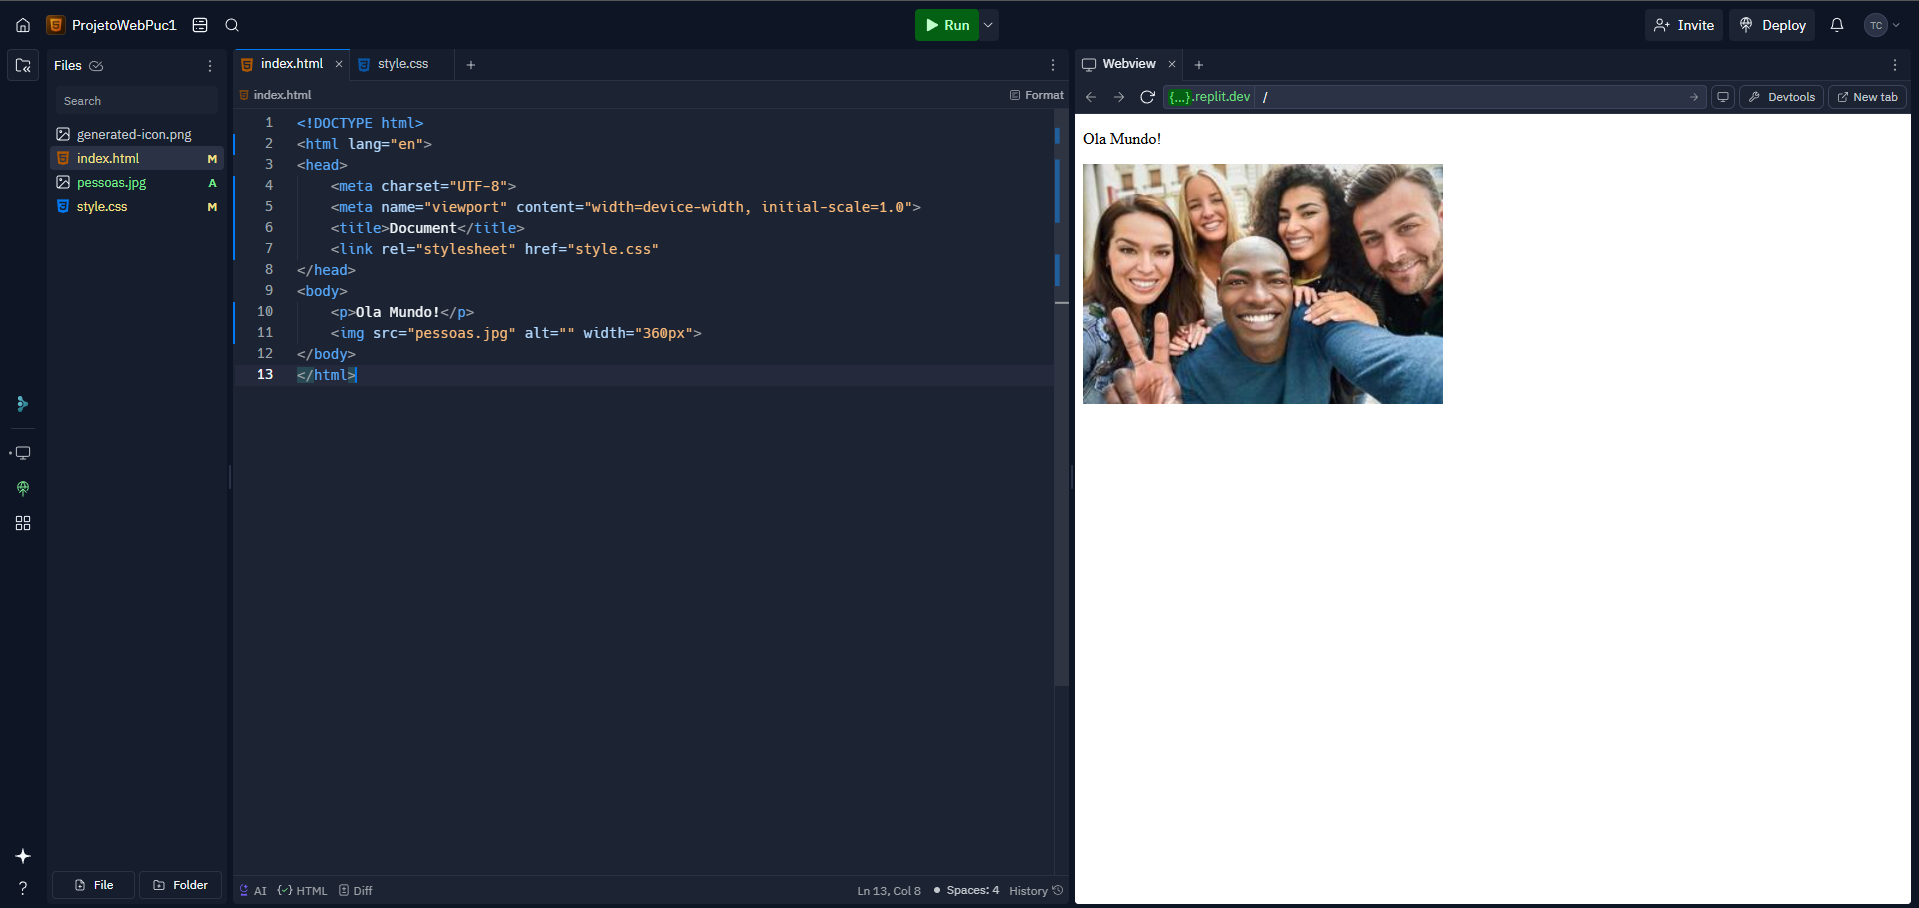 ProjetoWebPuc1
Run
Invite
Deploy
TC
Files
Search
generated-icon.png
index.html M
pessoas.jpg A
style.css M
File
Folder
index.html
style.css
index.html
Format
1 <!DOCTYPE html>
2 <html lang="en">
3 <head>
4 <meta charset="UTF-8">
5 <meta name="viewport" content="width=device-width, initial-scale=1.0">
6 <title>Document</title>
7 <link rel="stylesheet" href="style.css"
8 </head>
9 <body>
10 <p>Ola Mundo!</p>
11 <img src="pessoas.jpg" alt="" width="360px">
12 </body>
13 </html>
AI
HTML
Diff
Ln 13, Col 8
Spaces: 4
History
Webview
{...}.replit.dev /
Devtools
New tab
Ola Mundo!